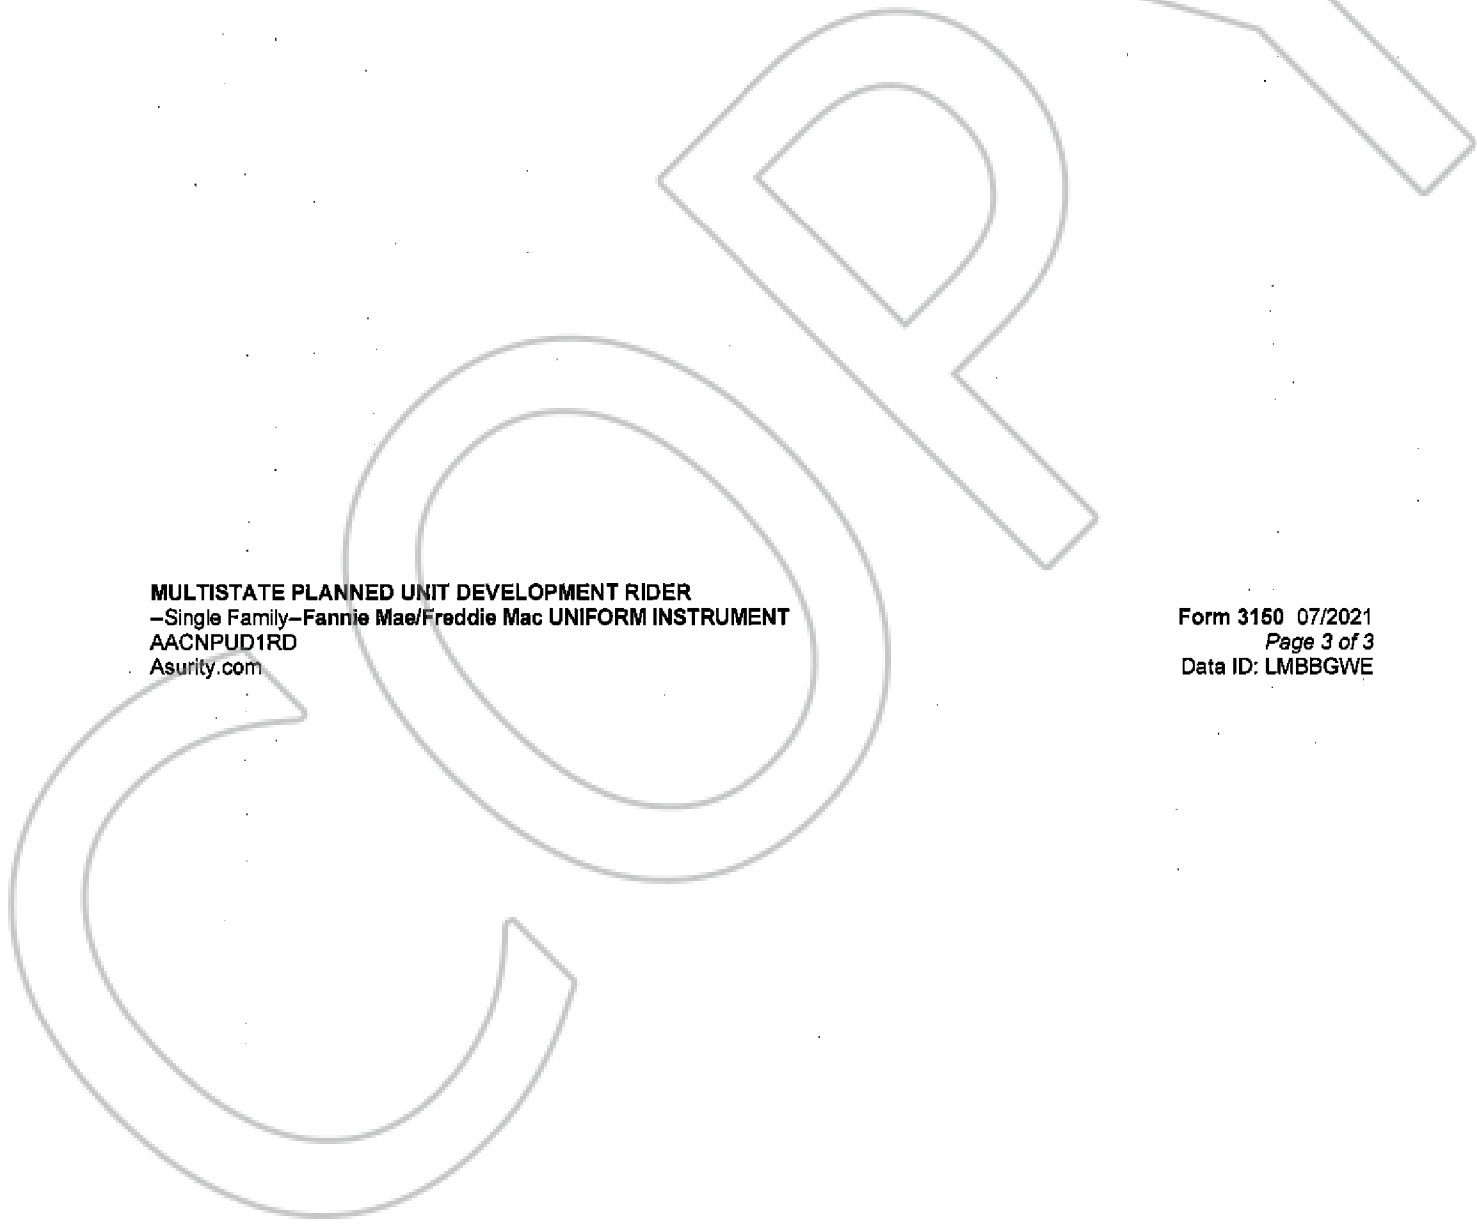 COPY
MULTISTATE PLANNED UNIT DEVELOPMENT RIDER
–Single Family–Fannie Mae/Freddie Mac UNIFORM INSTRUMENT
AACNPUD1RD
Asurity.com
Form 3150 07/2021
Page 3 of 3
Data ID: LMBBGWE